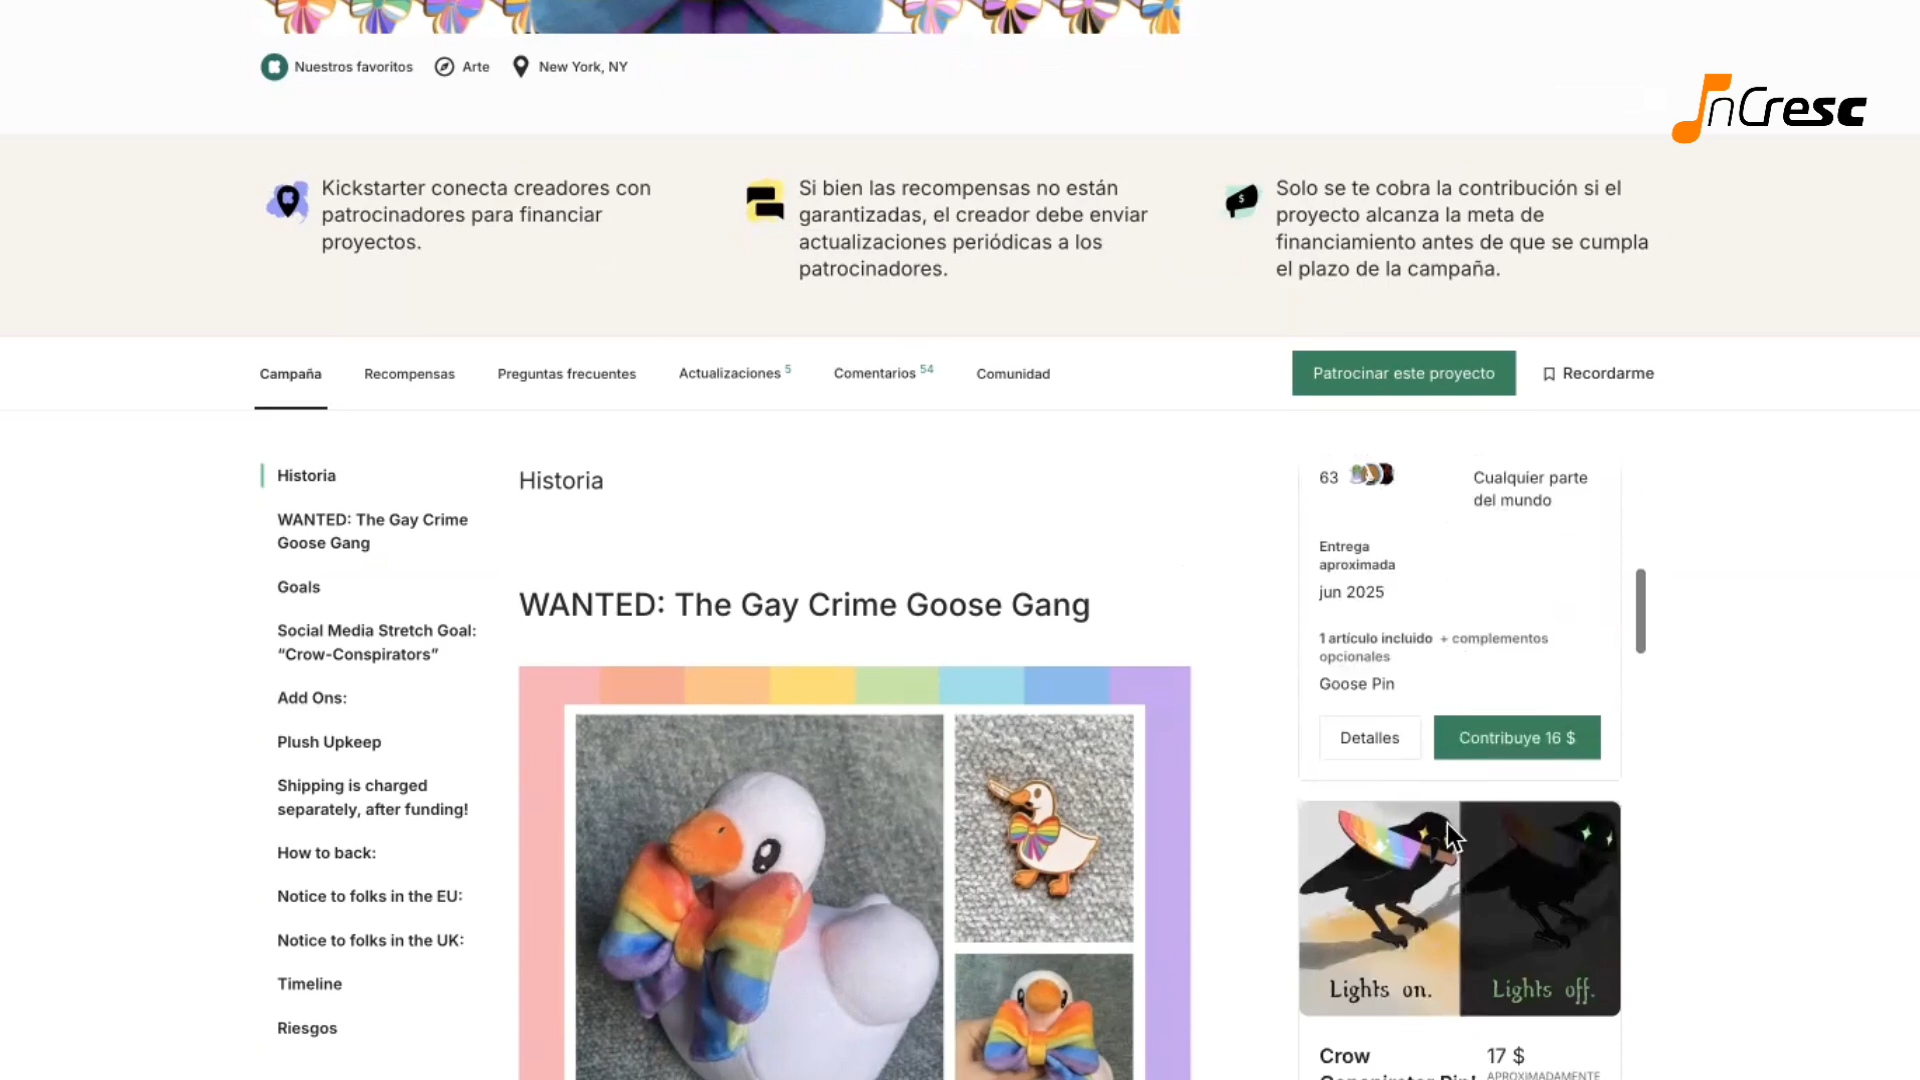 Nuestros favoritos
Arte
New York, NY
nCresc
Kickstarter conecta creadores con
patrocinadores para financiar
proyectos.
Si bien las recompensas no están
garantizadas, el creador debe enviar
actualizaciones periódicas a los
patrocinadores.
Solo se te cobra la contribución si el
proyecto alcanza la meta de
financiamiento antes de que se cumpla
el plazo de la campaña.
Campaña
Recompensas
Preguntas frecuentes
Actualizaciones 5
Comentarios 54
Comunidad
Patrocinar este proyecto
Recordarme
Historia
WANTED: The Gay Crime
Goose Gang
Goals
Social Media Stretch Goal:
“Crow-Conspirators”
Add Ons:
Plush Upkeep
Shipping is charged
separately, after funding!
How to back:
Notice to folks in the EU:
Notice to folks in the UK:
Timeline
Riesgos
Historia
WANTED: The Gay Crime Goose Gang
63
Cualquier parte
del mundo
Entrega
aproximada
jun 2025
1 artículo incluido + complementos
opcionales
Goose Pin
Detalles
Contribuye 16 $
Lights on.
Lights off.
Crow
17 $
APROXIMADAMENTE